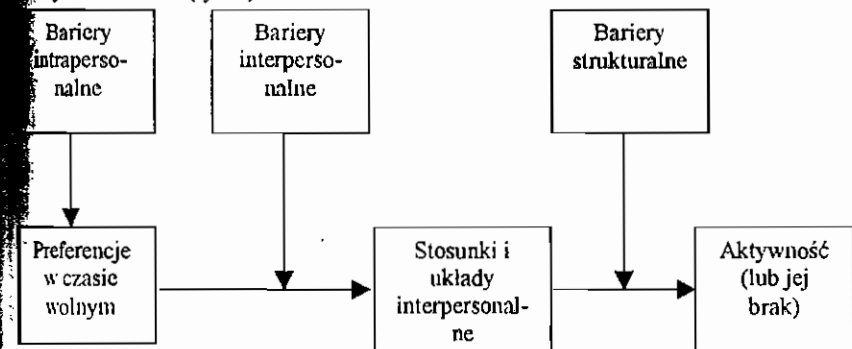 Bariery
intraperso-
nalne
Bariery
interperso-
nalne
Bariery
strukturalne
Preferencje
w czasie
wolnym
Stosunki i
układy
interpersonal-
ne
Aktywność
(lub jej
brak)